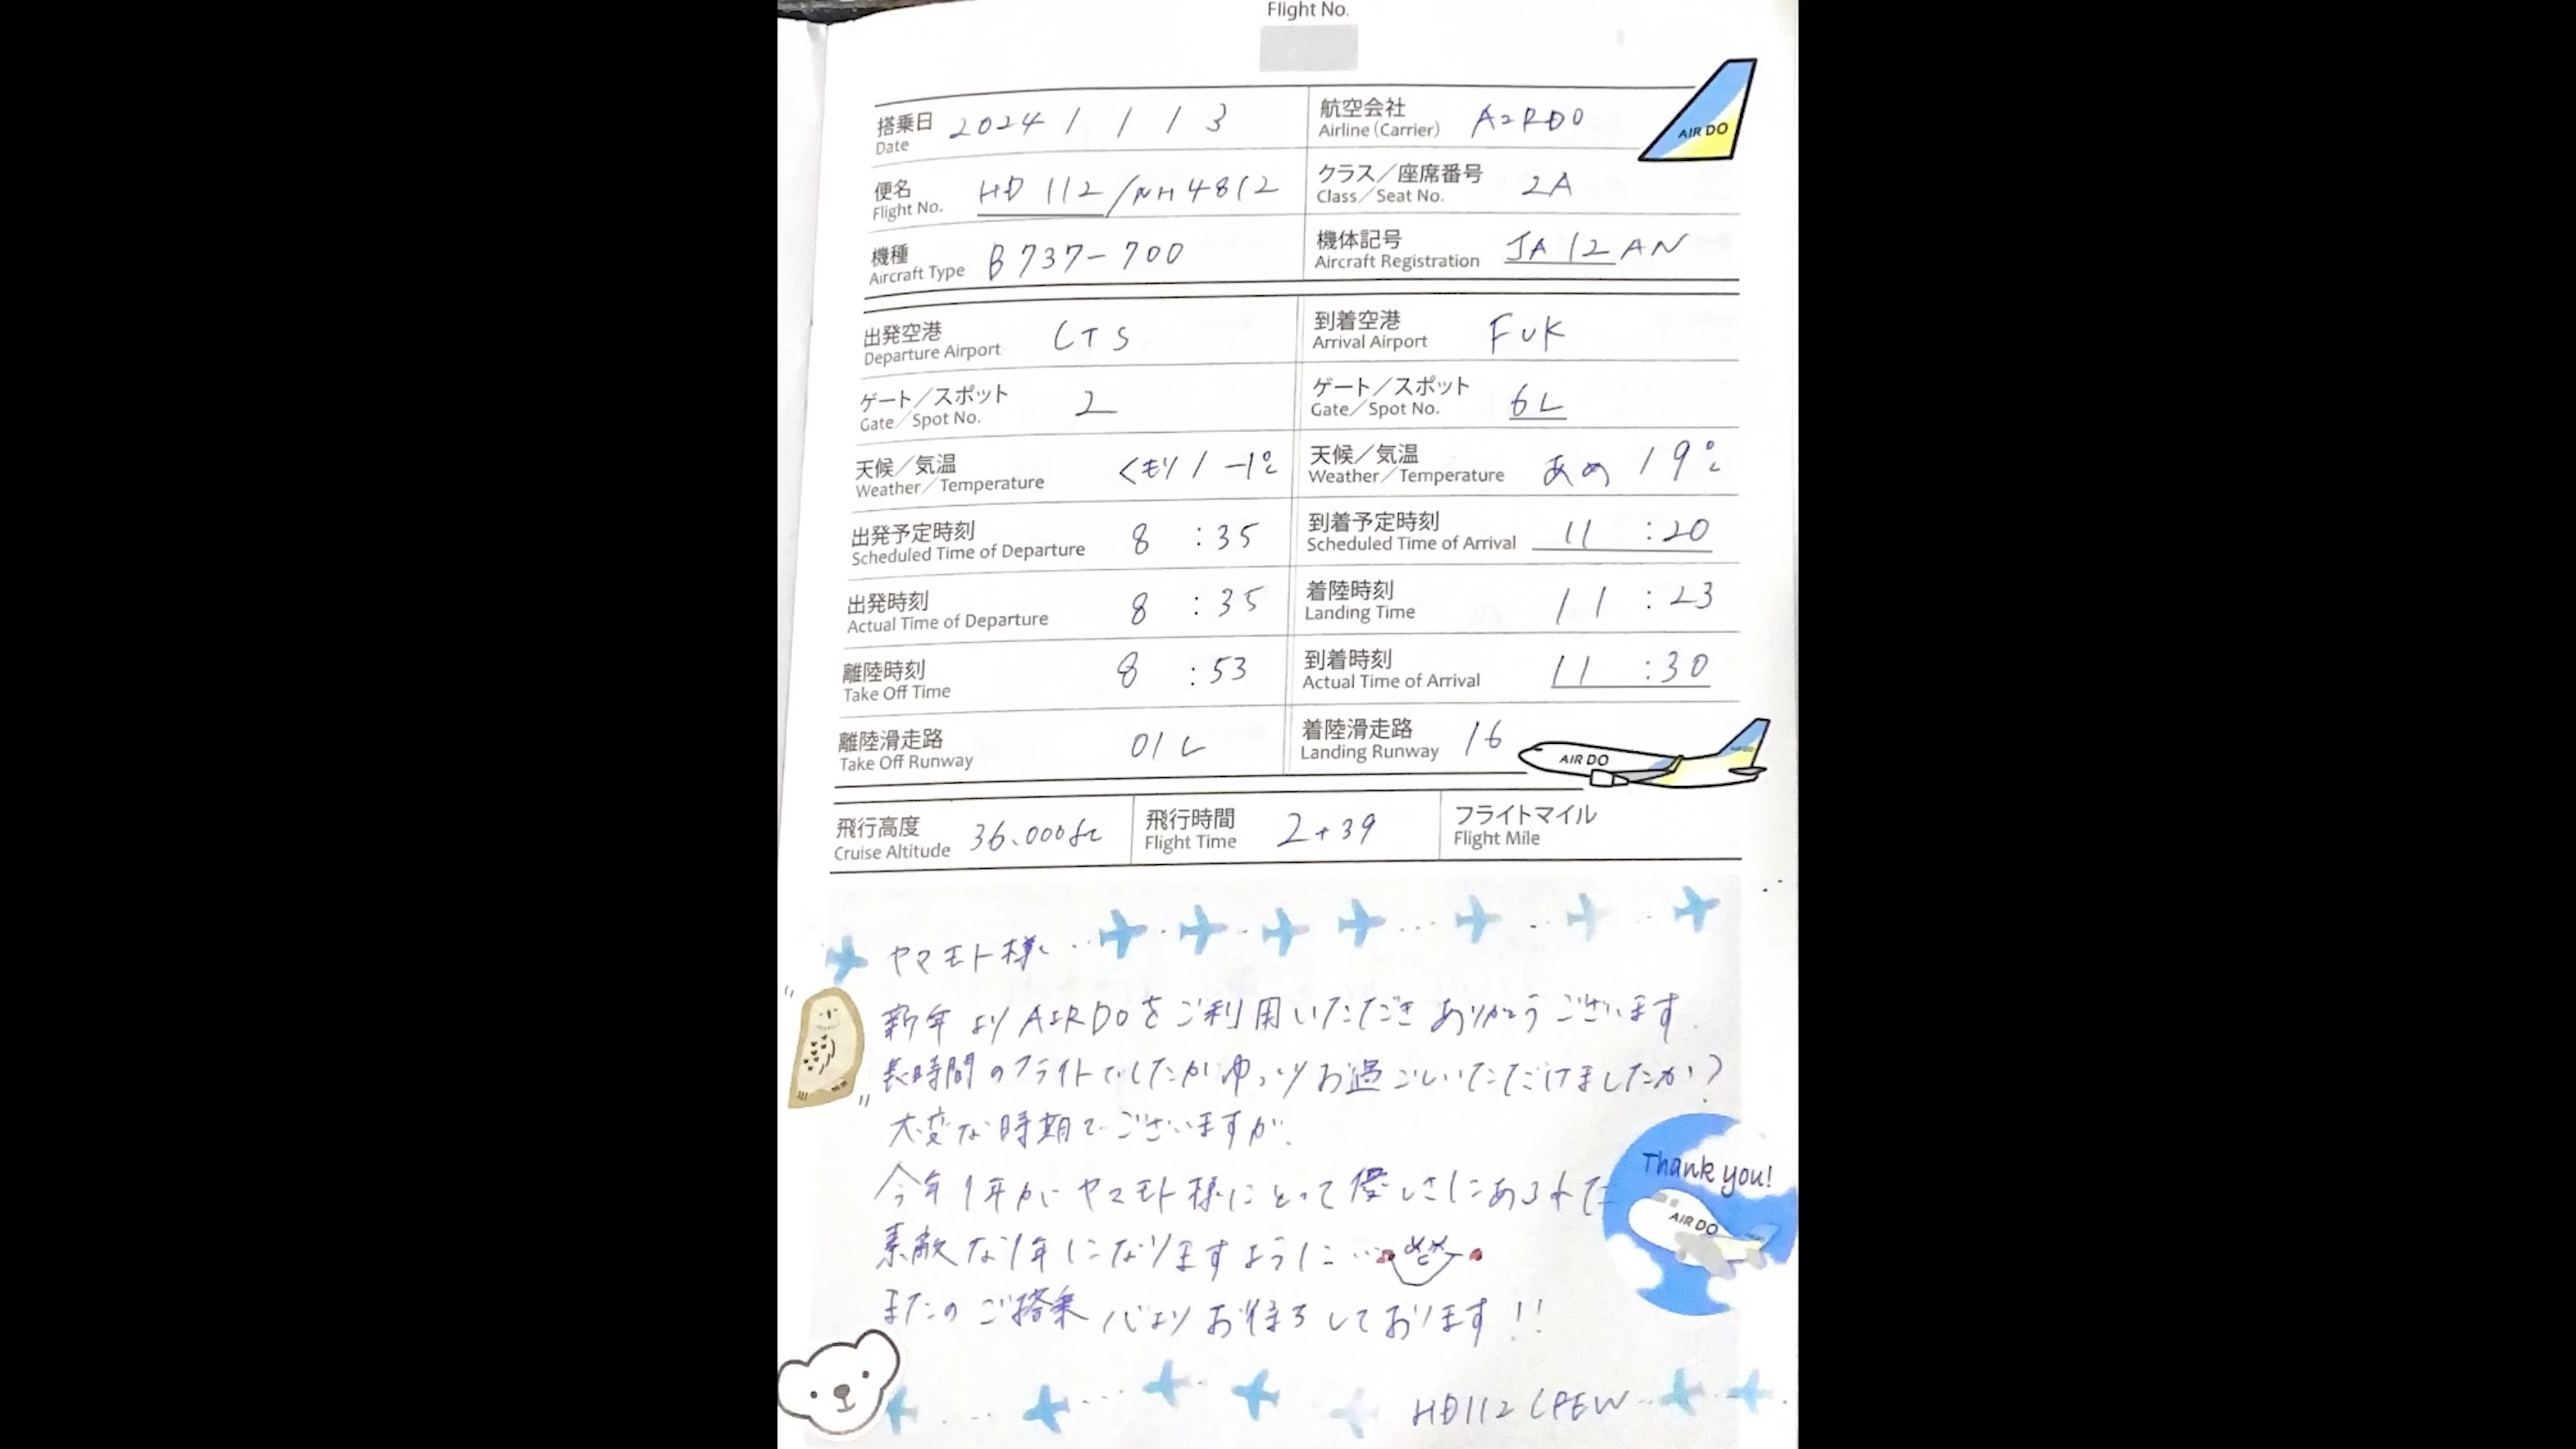 Flight No.
搭乗日 Date 2024 / 1 / 3 航空会社 Airline (Carrier) AIRDO
AIR DO
便名 Flight No. HD 112 / NH 4812 クラス／座席番号 Class／Seat No. 2A
機種 Aircraft Type B737-700 機体記号 Aircraft Registration JA12AN
出発空港 Departure Airport CTS 到着空港 Arrival Airport FUK
ゲート／スポット Gate／Spot No. 2 ゲート／スポット Gate／Spot No. 6L
天候／気温 Weather／Temperature くもり / -1℃ 天候／気温 Weather／Temperature あめ / 9℃
出発予定時刻 Scheduled Time of Departure 8 : 35 到着予定時刻 Scheduled Time of Arrival 11 : 20
出発時刻 Actual Time of Departure 8 : 35 着陸時刻 Landing Time 11 : 23
離陸時刻 Take Off Time 8 : 53 到着時刻 Actual Time of Arrival 11 : 30
離陸滑走路 Take Off Runway 01L 着陸滑走路 Landing Runway 16
AIR DO
飛行高度 Cruise Altitude 36,000ft 飛行時間 Flight Time 2+39 フライトマイル Flight Mile
ヤマモト様
新年よりAIRDOをご利用いただきありがとうございます.
長時間のフライトでしたがゆっくりお過ごしいただけましたか?
大変な時期でございますが、
今年1年がヤマモト様にとって優しさにあふれた
素敵な1年になりますように…
またのご搭乗心よりお待ちしております!!
Thank you!
AIR DO
HD112 CREW